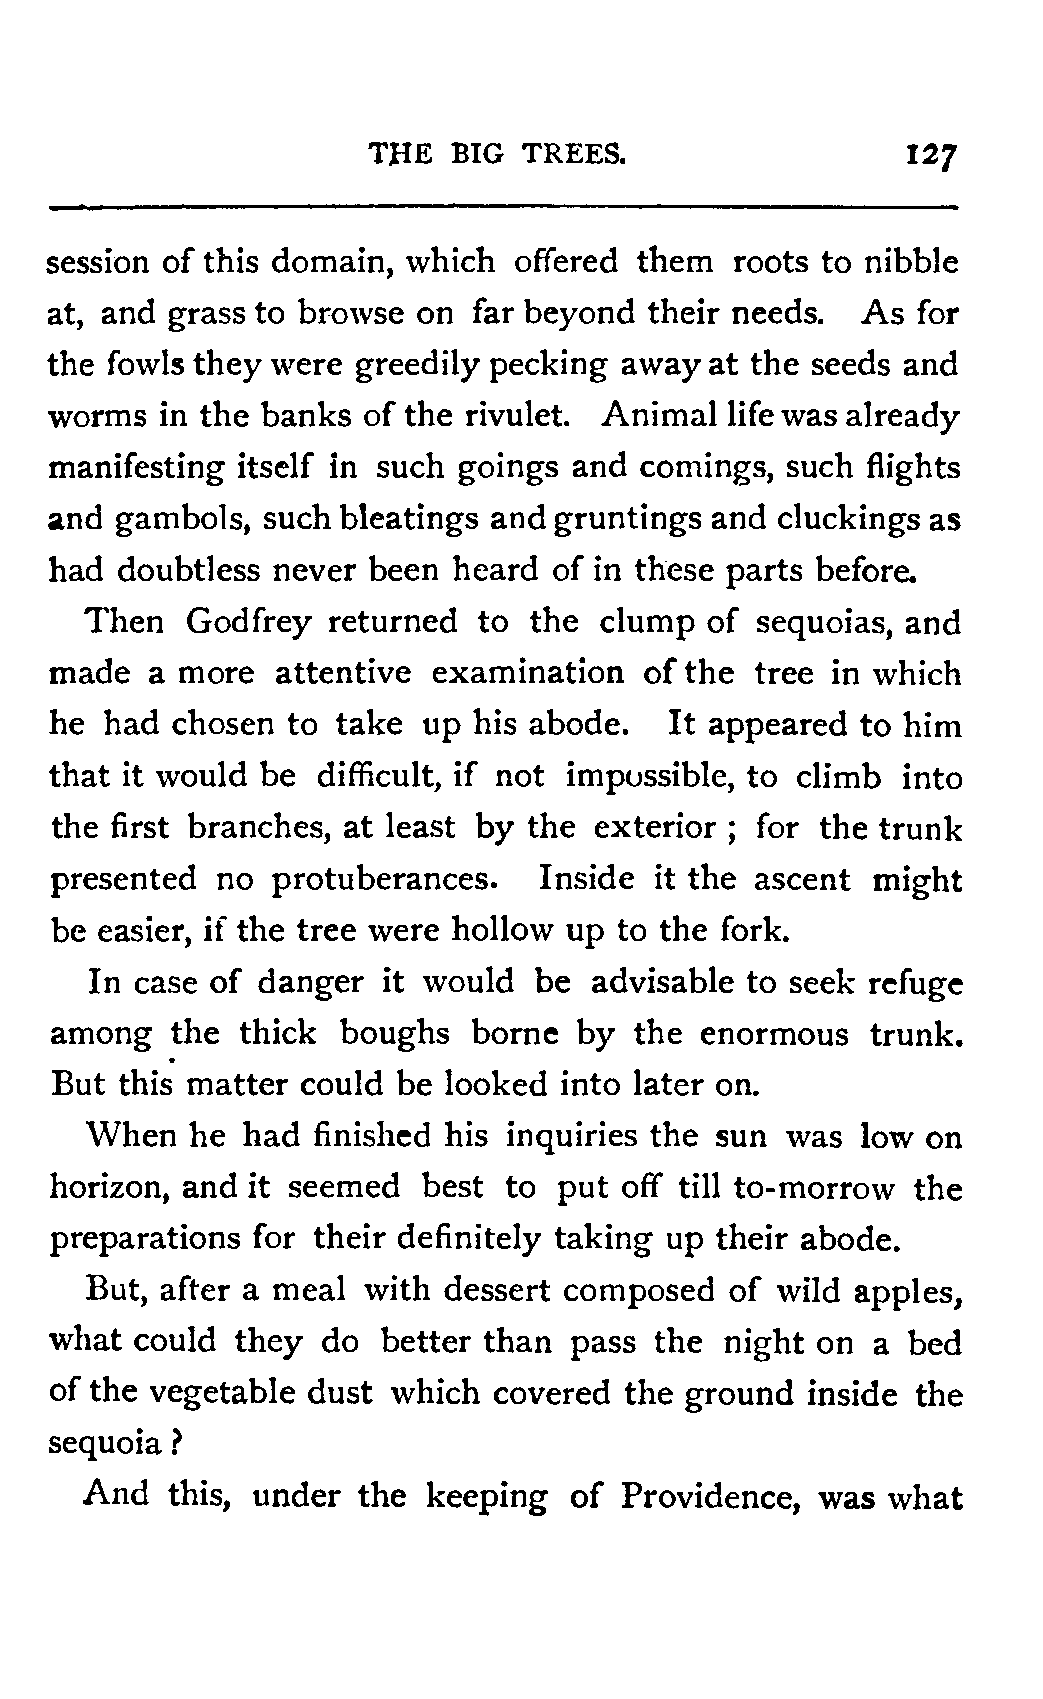 THE BIG TREES. 127
session of this domain, which offered them roots to nibble
at, and grass to browse on far beyond their needs. As for
the fowls they were greedily pecking away at the seeds and
worms in the banks of the rivulet. Animal life was already
manifesting itself in such goings and comings, such flights
and gambols, such bleatings and gruntings and cluckings as
had doubtless never been heard of in these parts before.
Then Godfrey returned to the clump of sequoias, and
made a more attentive examination of the tree in which
he had chosen to take up his abode. It appeared to him
that it would be difficult, if not impossible, to climb into
the first branches, at least by the exterior ; for the trunk
presented no protuberances. Inside it the ascent might
be easier, if the tree were hollow up to the fork.
In case of danger it would be advisable to seek refuge
among the thick boughs borne by the enormous trunk.
But this matter could be looked into later on.
When he had finished his inquiries the sun was low on
horizon, and it seemed best to put off till to-morrow the
preparations for their definitely taking up their abode.
But, after a meal with dessert composed of wild apples,
what could they do better than pass the night on a bed
of the vegetable dust which covered the ground inside the
sequoia ?
And this, under the keeping of Providence, was what